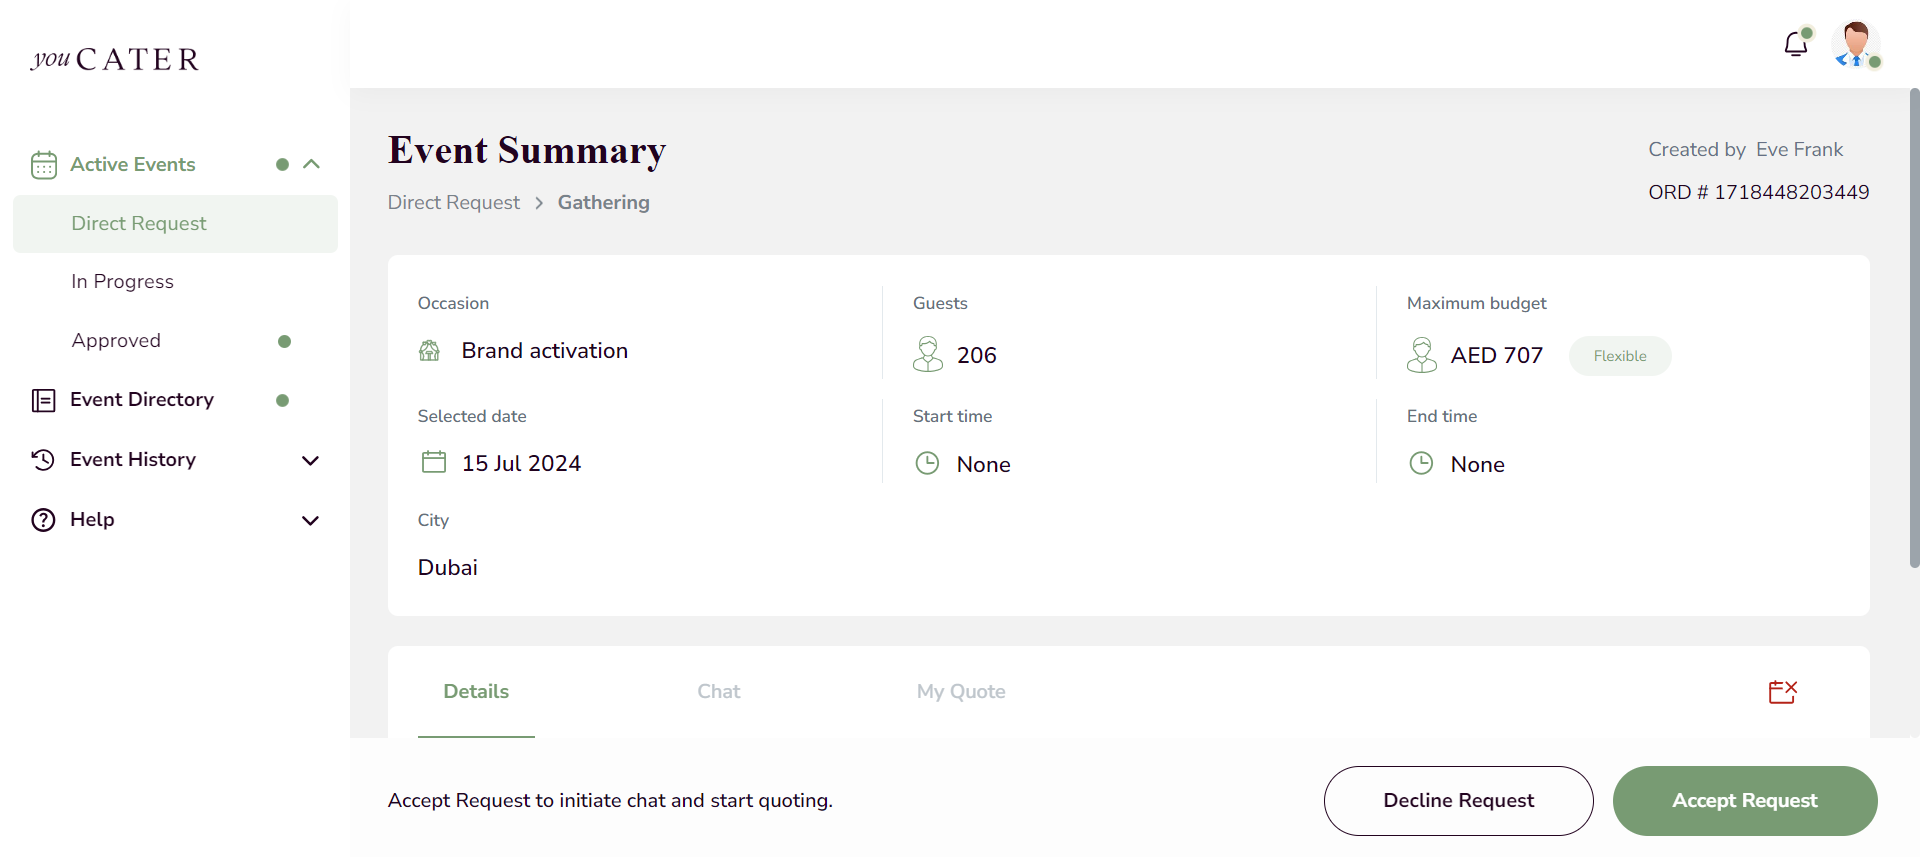 you CATER
Active Events
Direct Request
In Progress
Approved
Event Directory
Event History
Help
Event Summary
Direct Request > Gathering
Created by Eve Frank
ORD # 1718448203449
Occasion
Brand activation
Guests
206
Maximum budget
AED 707
Flexible
Selected date
15 Jul 2024
Start time
None
End time
None
City
Dubai
Details
Chat
My Quote
Accept Request to initiate chat and start quoting.
Decline Request
Accept Request